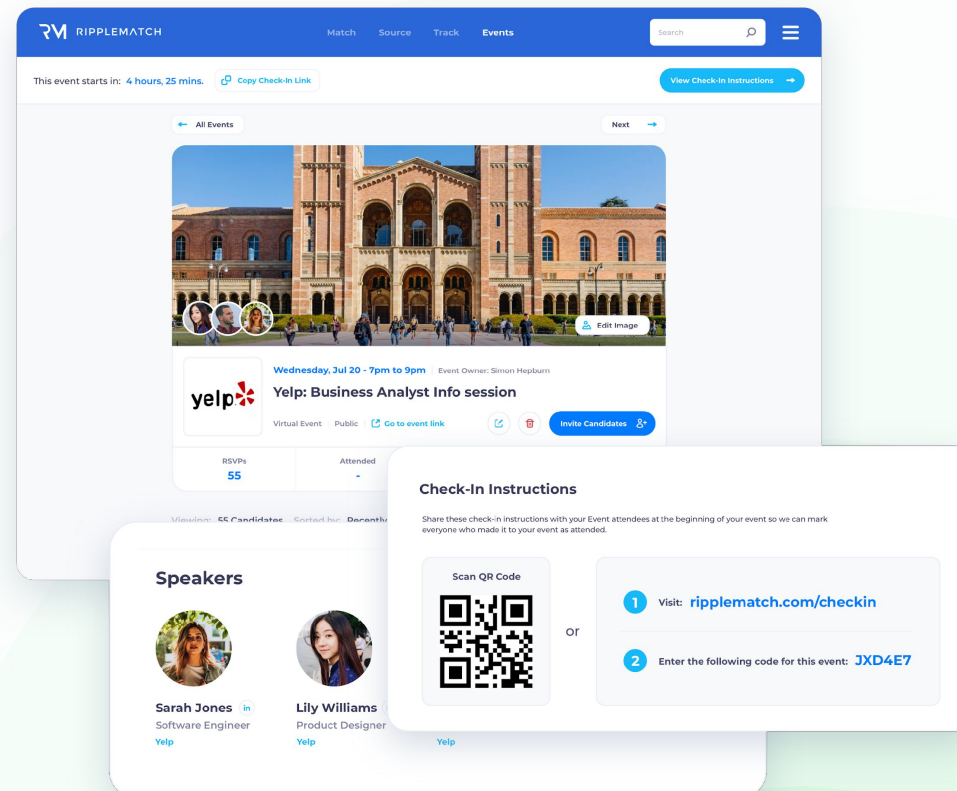 RM RIPPLEMATCH
Match Source Track Events
Search
This event starts in: 4 hours, 25 mins. Copy Check-In Link
View Check-In Instructions
All Events
Next
Edit Image
yelp
Wednesday, Jul 20 - 7pm to 9pm Event Owner: Simon Hepburn
Yelp: Business Analyst Info session
Virtual Event Public Go to event link
Invite Candidates
RSVPs Attended
55 -
Viewing: 55 Candidates Sorted by: Recently
Check-In Instructions
Share these check-in instructions with your Event attendees at the beginning of your event so we can mark
everyone who made it to your event as attended.
Scan QR Code
or
1 Visit: ripplematch.com/checkin
2 Enter the following code for this event: JXD4E7
Speakers
Sarah Jones in
Software Engineer
Yelp
Lily Williams
Product Designer
Yelp
Yelp